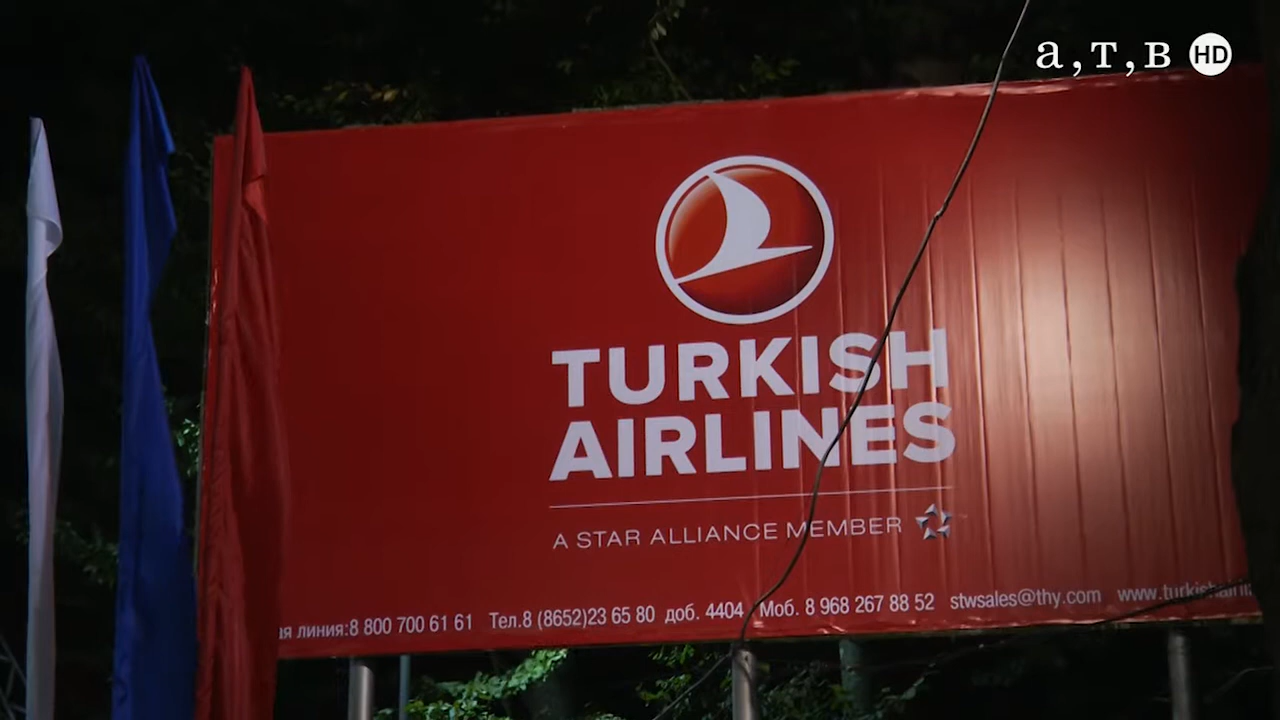 а,т,в HD
TURKISH
AIRLINES
A STAR ALLIANCE MEMBER
линия:8 800 700 61 61 Тел.8 (8652)23 65 80 доб. 4404 Моб. 8 968 267 88 52 stwsales@thy.com